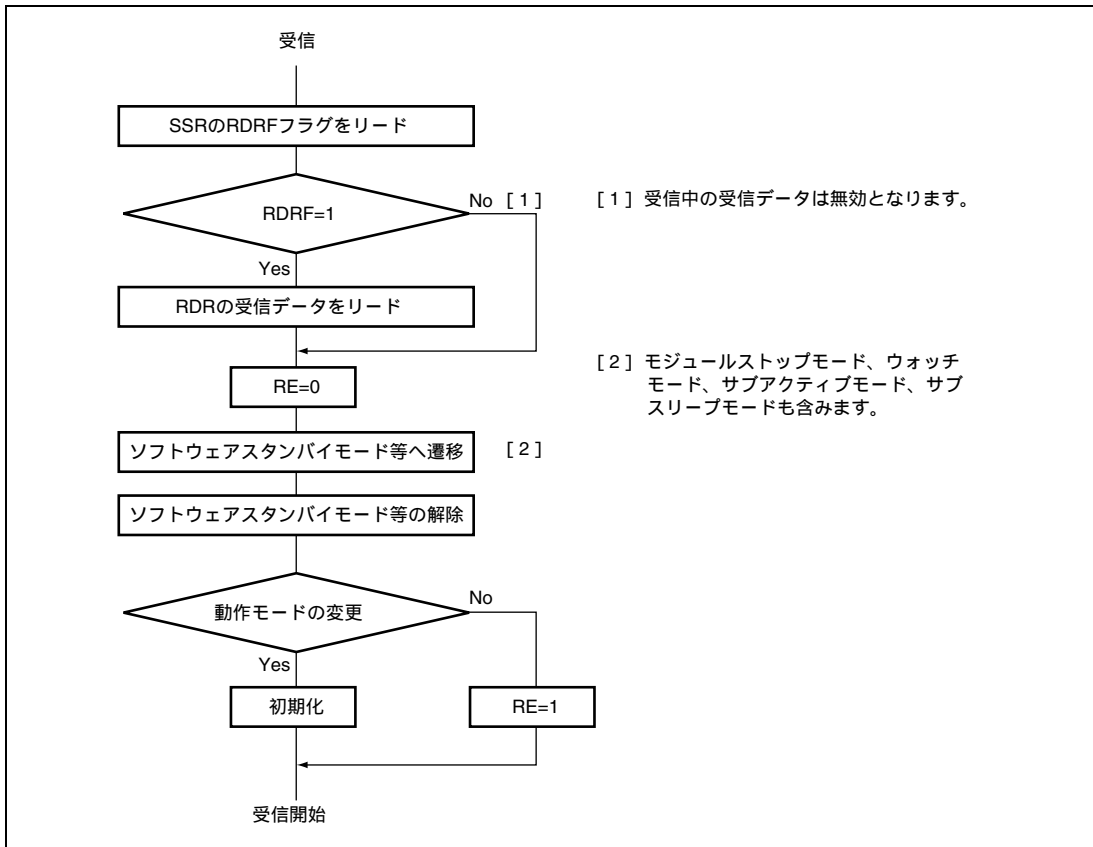 受信
SSRのRDRFフラグをリード
RDRF=1
No [1]
[1] 受信中の受信データは無効となります。
Yes
RDRの受信データをリード
RE=0
[2] モジュールストップモード、ウォッチ
モード、サブアクティブモード、サブ
スリープモードも含みます。
ソフトウェアスタンバイモード等へ遷移
[2]
ソフトウェアスタンバイモード等の解除
動作モードの変更
No
Yes
初期化
RE=1
受信開始